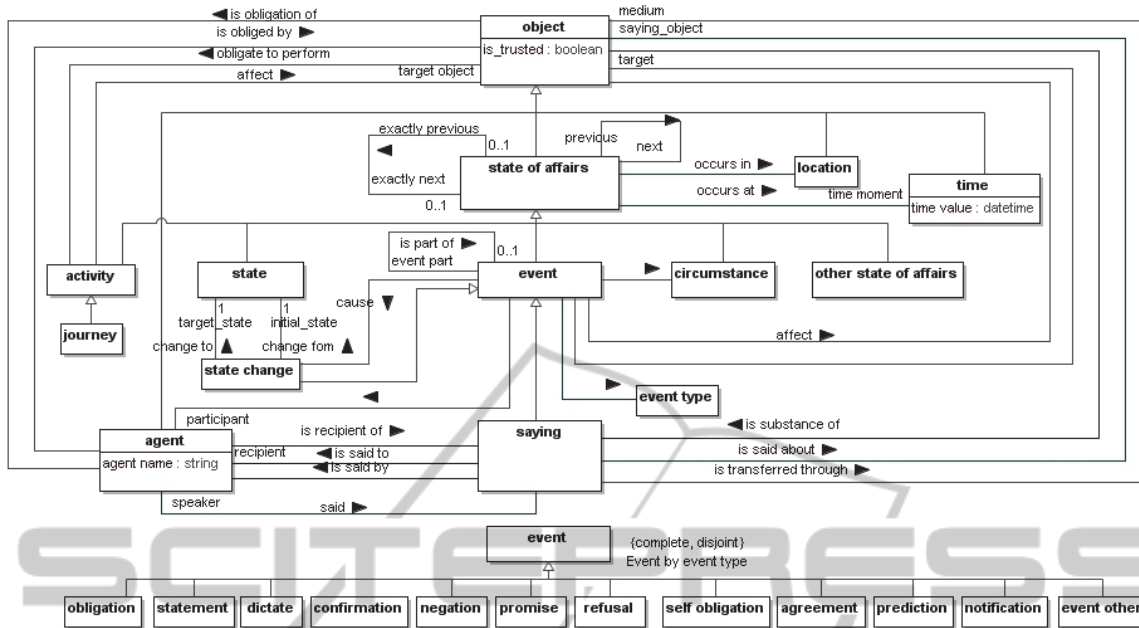 is obligation of
medium
object
is obliged by
saying_object
is_trusted : boolean
obligate to perform
target
affect
target object
exactly previous
previous
0..1
next
state of affairs
occurs in
location
exactly next
occurs at
time moment
time
0..1
time value : datetime
is part of
0..1
event part
activity
state
event
circumstance
other state of affairs
cause
1
1
target_state
initial_state
journey
change to
change fom
affect
state change
event type
participant
is substance of
agent
is recipient of
saying
recipient
is said to
is said about
agent name : string
is said by
is transferred through
speaker
said
SCITEPRESS
event
{complete, disjoint}
Event by event type
obligation
statement
dictate
confirmation
negation
promise
refusal
self obligation
agreement
prediction
notification
event other